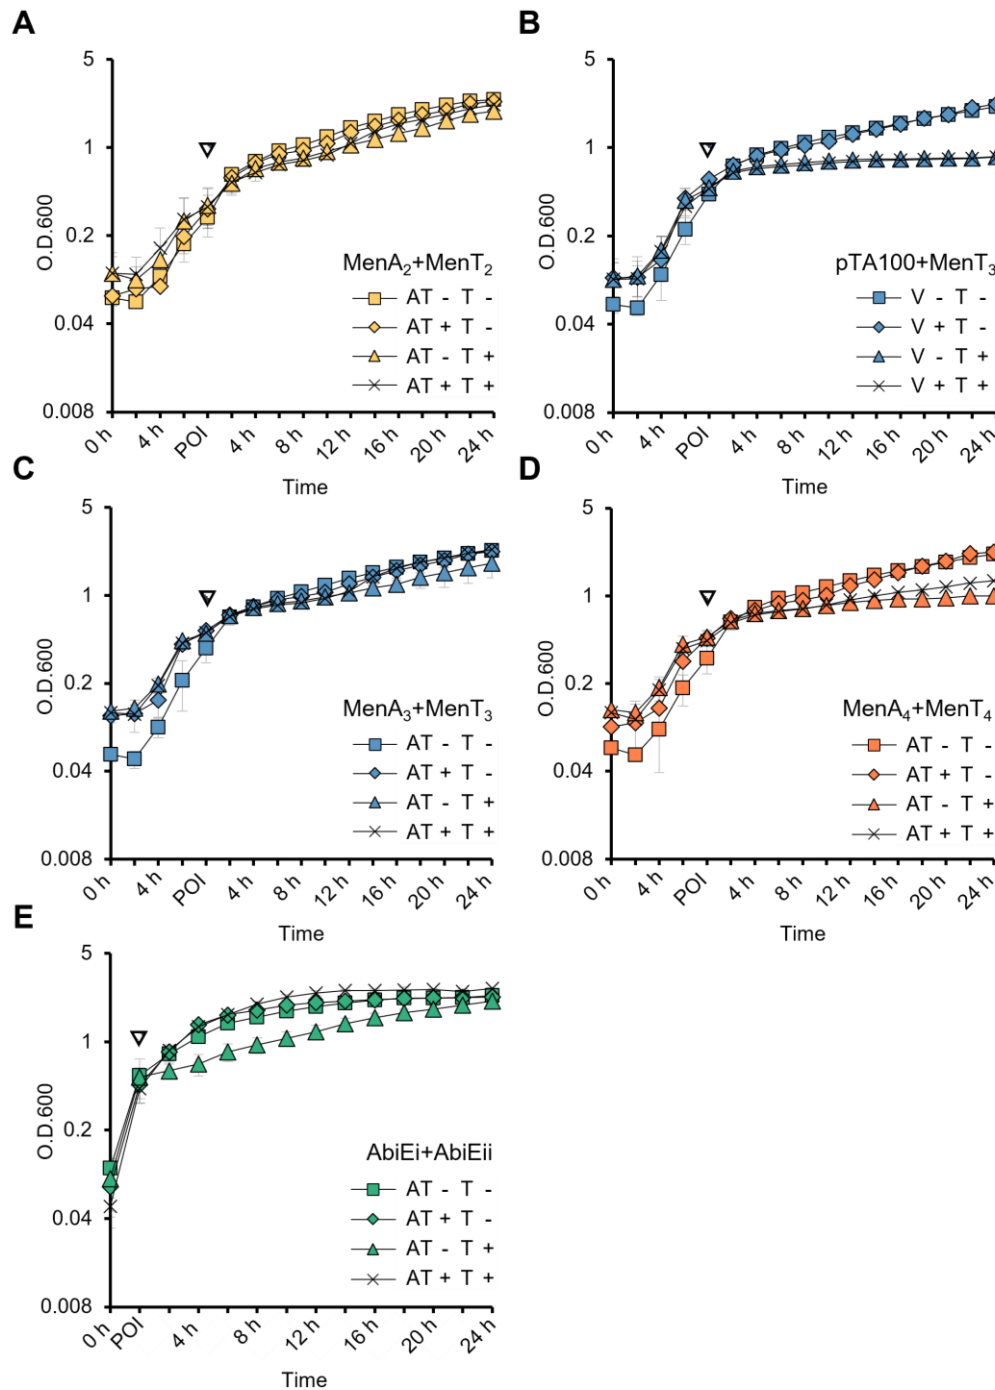 A
5
1
0.2
0.04
0.008
O.D.600
MenA₂+MenT₂
AT - T -
AT + T -
AT - T +
AT + T +
0 h
4 h
POI
4 h
8 h
12 h
16 h
20 h
24 h
Time
B
5
1
0.2
0.04
0.008
O.D.600
pTA100+MenT₃
V - T -
V + T -
V - T +
V + T +
0 h
4 h
POI
4 h
8 h
12 h
16 h
20 h
24 h
Time
C
5
1
0.2
0.04
0.008
O.D.600
MenA₃+MenT₃
AT - T -
AT + T -
AT - T +
AT + T +
0 h
4 h
POI
4 h
8 h
12 h
16 h
20 h
24 h
Time
D
5
1
0.2
0.04
0.008
O.D.600
MenA₄+MenT₄
AT - T -
AT + T -
AT - T +
AT + T +
0 h
4 h
POI
4 h
8 h
12 h
16 h
20 h
24 h
Time
E
5
1
0.2
0.04
0.008
O.D.600
AbiEi+AbiEii
AT - T -
AT + T -
AT - T +
AT + T +
0 h
POI
4 h
8 h
12 h
16 h
20 h
24 h
Time